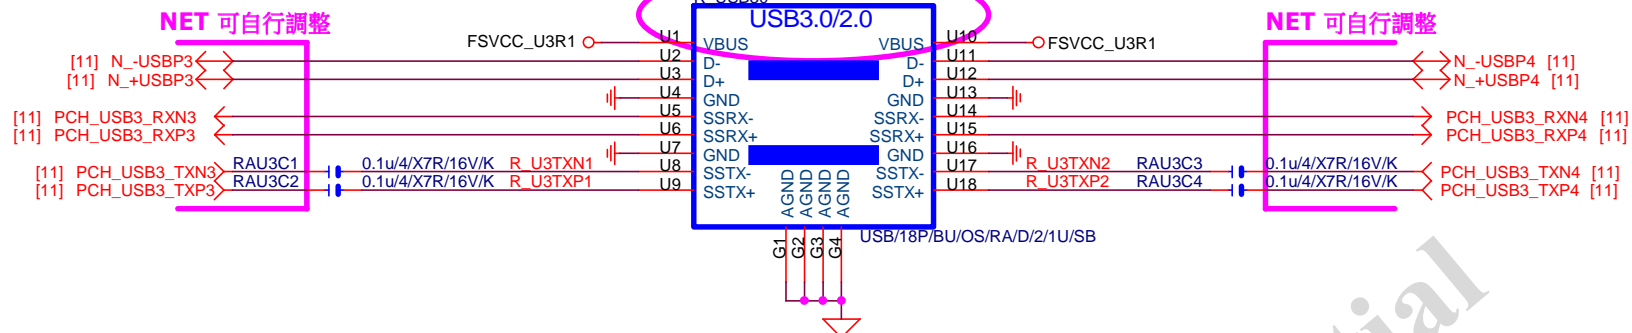 NET 可自行調整
USB3.0/2.0
NET 可自行調整
FSVCC_U3R1 U1 VBUS VBUS U10 FSVCC_U3R1
[11] N_-USBP3 U2 D- D- U11 N_-USBP4 [11]
[11] N_+USBP3 U3 D+ D+ U12 N_+USBP4 [11]
U4 GND GND U13
[11] PCH_USB3_RXN3 U5 SSRX- SSRX- U14 PCH_USB3_RXN4 [11]
[11] PCH_USB3_RXP3 U6 SSRX+ SSRX+ U15 PCH_USB3_RXP4 [11]
U7 GND GND U16
[11] PCH_USB3_TXN3 RAU3C1 0.1u/4/X7R/16V/K R_U3TXN1 U8 SSTX- SSTX- U17 R_U3TXN2 RAU3C3 0.1u/4/X7R/16V/K PCH_USB3_TXN4 [11]
[11] PCH_USB3_TXP3 RAU3C2 0.1u/4/X7R/16V/K R_U3TXP1 U9 SSTX+ SSTX+ U18 R_U3TXP2 RAU3C4 0.1u/4/X7R/16V/K PCH_USB3_TXP4 [11]
AGND AGND AGND AGND
G1 G2 G3 G4
USB/18P/BU/OS/RA/D/2/1U/SB